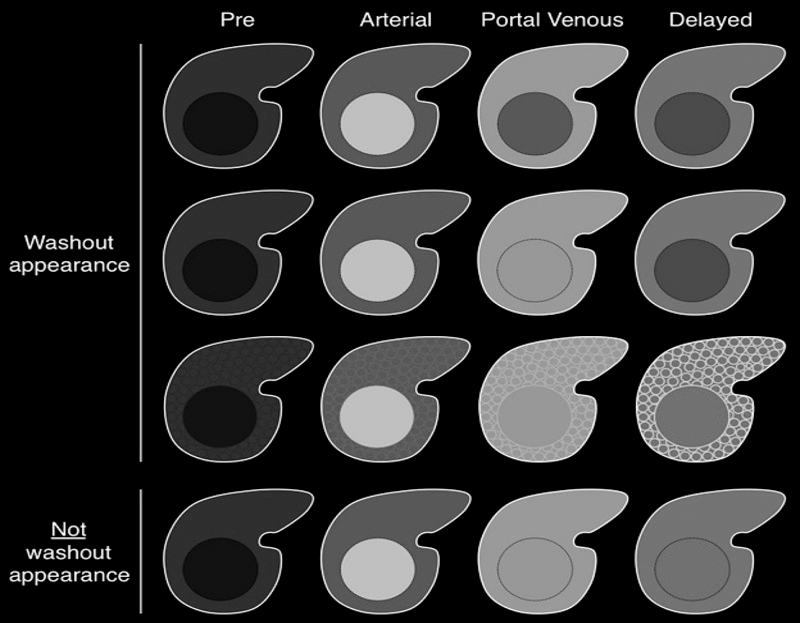 Pre
Arterial
Portal Venous
Delayed
Washout
appearance
Not
washout
appearance